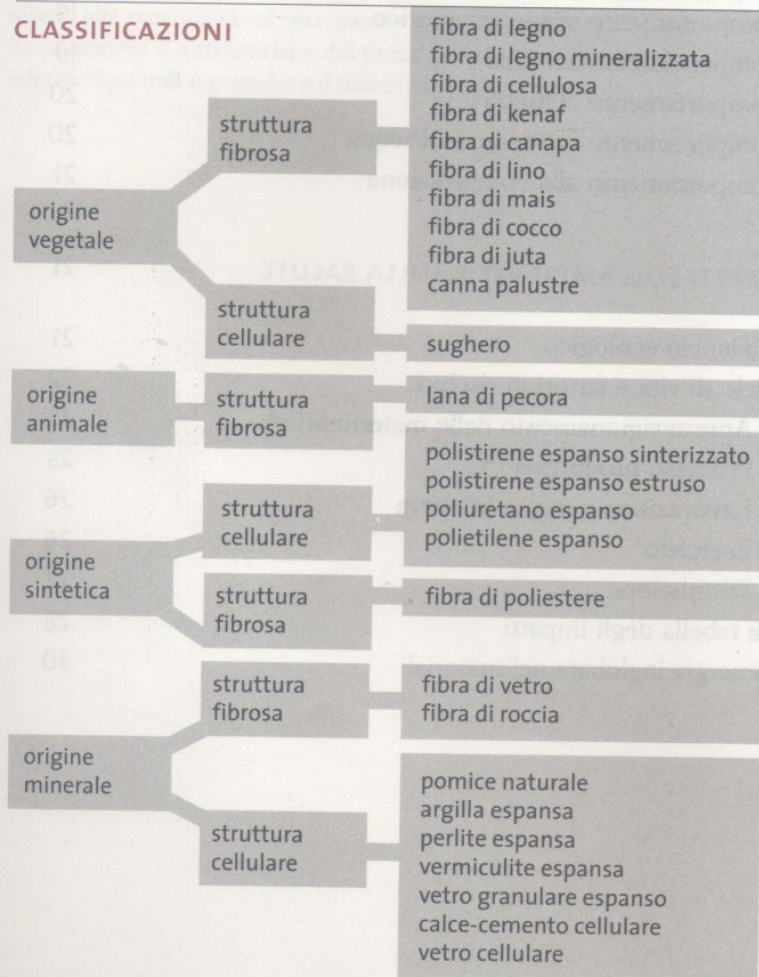 CLASSIFICAZIONI
origine
vegetale
struttura
fibrosa
fibra di legno
fibra di legno mineralizzata
fibra di cellulosa
fibra di kenaf
fibra di canapa
fibra di lino
fibra di mais
fibra di cocco
fibra di juta
canna palustre
struttura
cellulare
sughero
origine
animale
struttura
fibrosa
lana di pecora
origine
sintetica
struttura
cellulare
polistirene espanso sinterizzato
polistirene espanso estruso
poliuretano espanso
polietilene espanso
struttura
fibrosa
fibra di poliestere
origine
minerale
struttura
fibrosa
fibra di vetro
fibra di roccia
struttura
cellulare
pomice naturale
argilla espansa
perlite espansa
vermiculite espansa
vetro granulare espanso
calce-cemento cellulare
vetro cellulare